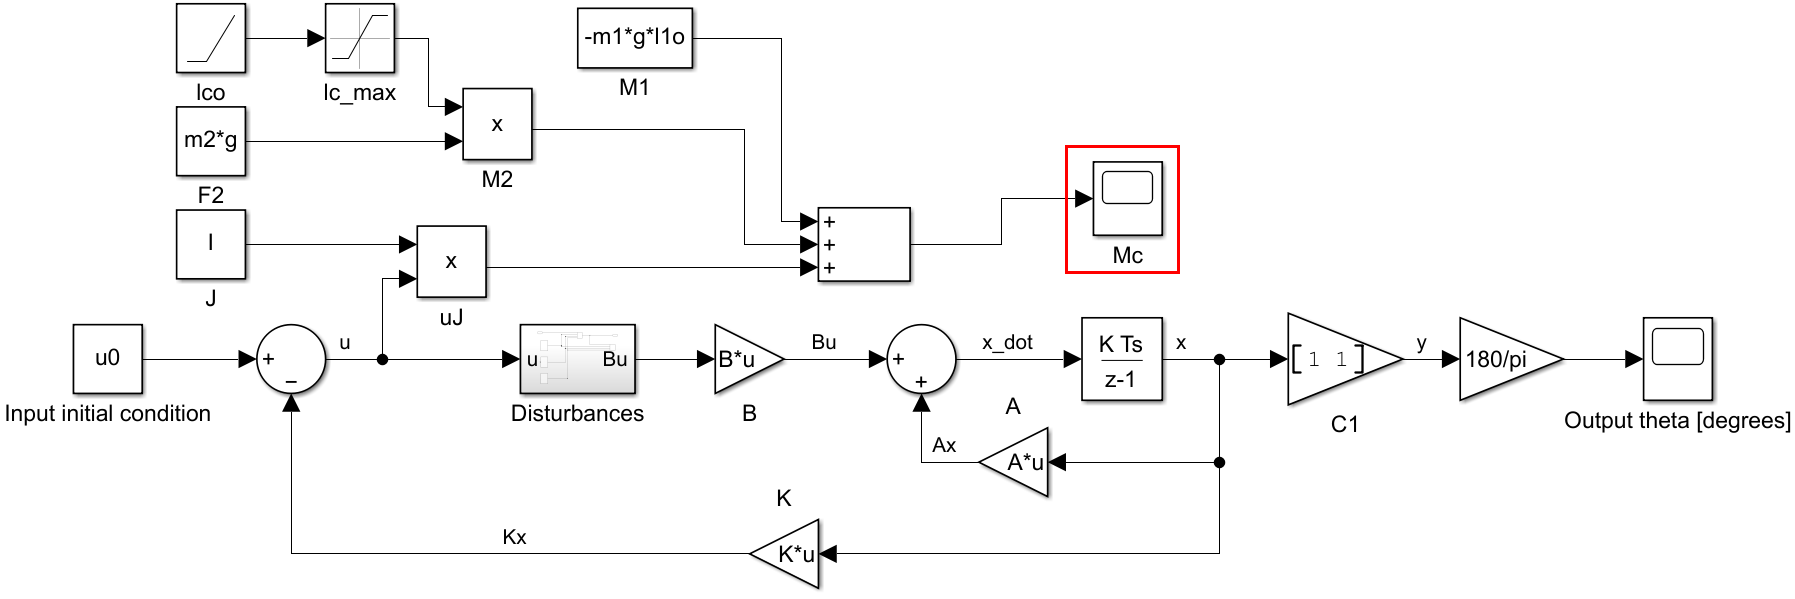 -m1*g*l1o
M1
lco
lc_max
m2*g
F2
x
M2
I
J
x
uJ
+
+
+
Mc
u0
Input initial condition
+
−
u
u
Bu
Disturbances
B*u
B
Bu
+
+
x_dot
K Ts
z-1
x
[1 1]
C1
y
180/pi
Output theta [degrees]
A
A*u
Ax
K
K*u
Kx